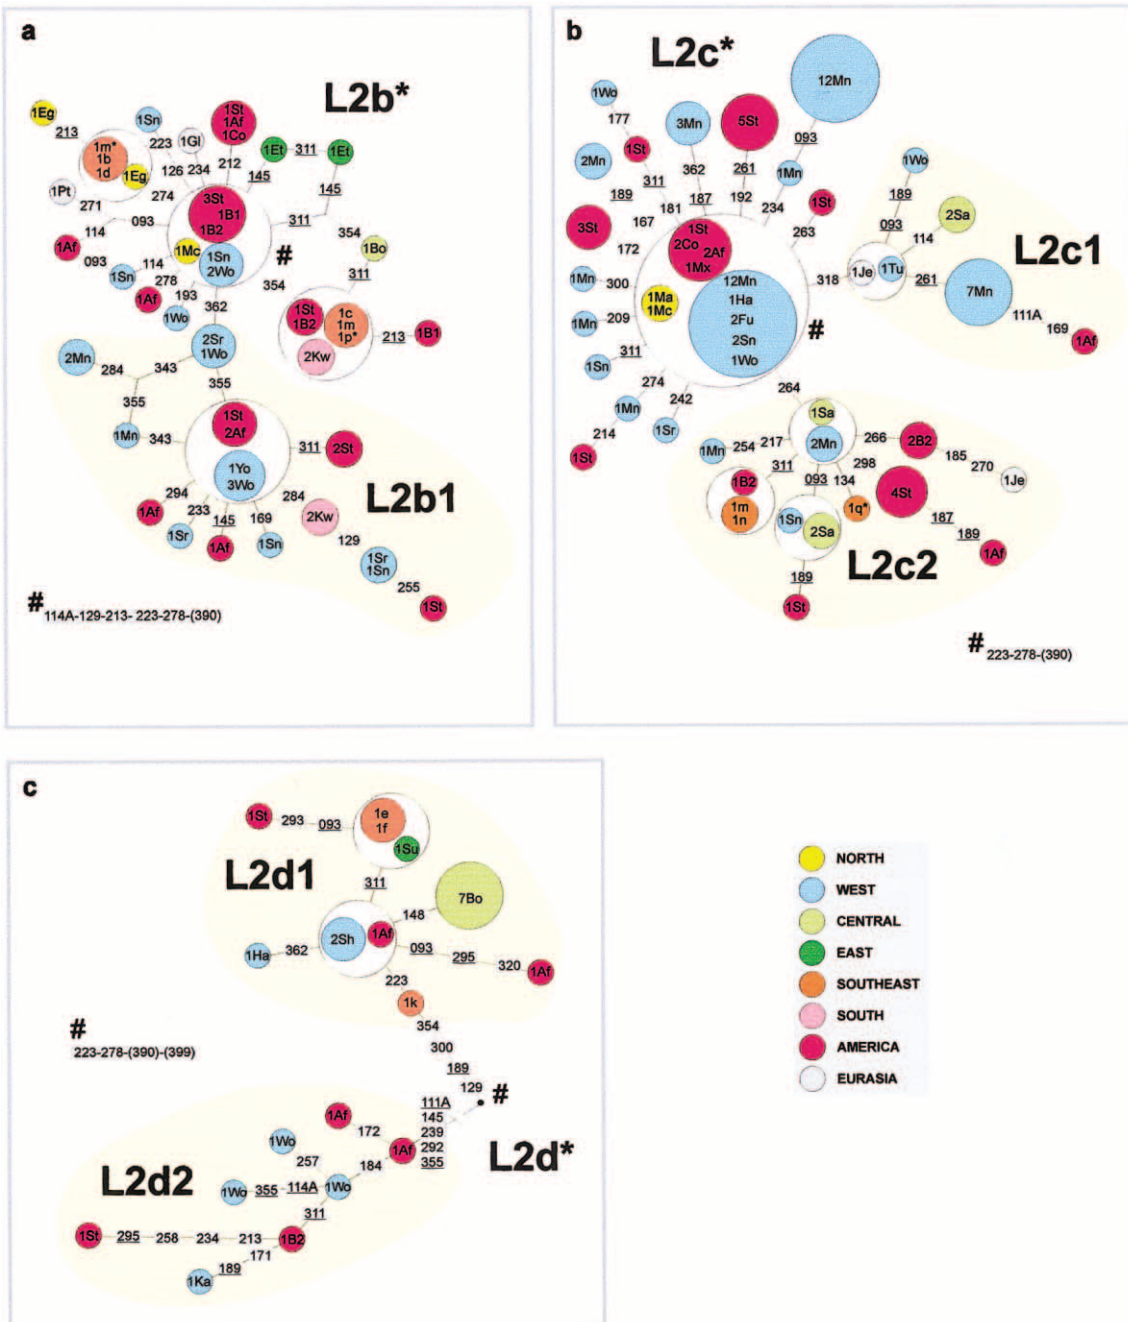 a
L2b*
1Eg
213
1m*
1b
1d
1Eg
1Pt
271
1Sn
223
126
274
1Gl
234
1St
1Af
1Co
212
1Et
311
1Et
145
145
311
3St
1B1
1B2
1Mc
1Sn
2Wo
#
093
114
1Af
093
1Sn
114
278
1Af
193
1Wo
362
354
354
1Bo
311
1St
1B2
1c
1m
1p*
2Kw
213
1B1
2Sr
1Wo
2Mn
284
343
355
355
1Mn
343
1St
2Af
1Yo
3Wo
311
2St
L2b1
294
1Af
233
1Sr
145
1Af
169
1Sn
284
2Kw
129
1Sr
1Sn
255
1St
# 114A-129-213- 223-278-(390)
b
L2c*
12Mn
1Wo
177
3Mn
5St
093
1St
2Mn
362
261
1Mn
311
189
187
192
234
181
167
1St
3St
172
263
1St
2Co
2Af
1Mx
12Mn
1Ha
2Fu
2Sn
1Wo
1Ma
1Mc
#
1Mn
300
1Mn
209
1Sn
311
274
1Mn
214
1St
242
1Sr
318
1Wo
189
093
2Sa
114
1Je
1Tu
261
7Mn
111A
169
1Af
L2c1
264
1Sa
2Mn
1Mn
254
217
266
2B2
185
270
1Je
311
093
134
298
1B2
1m
1n
1q*
4St
1Sn
2Sa
187
189
1Af
L2c2
189
1St
# 223-278-(390)
c
L2d1
1St
293
093
1e
1f
1Su
311
7Bo
148
2Sh
1Af
1Ha
362
093
295
320
1Af
223
1k
354
300
189
129
#
# 223-278-(390)-(399)
L2d*
111A
145
239
292
355
1Af
172
1Af
184
L2d2
1Wo
257
1Wo
355
114A
1Wo
311
1St
295
258
234
213
1B2
171
189
1Ka
NORTH
WEST
CENTRAL
EAST
SOUTHEAST
SOUTH
AMERICA
EURASIA